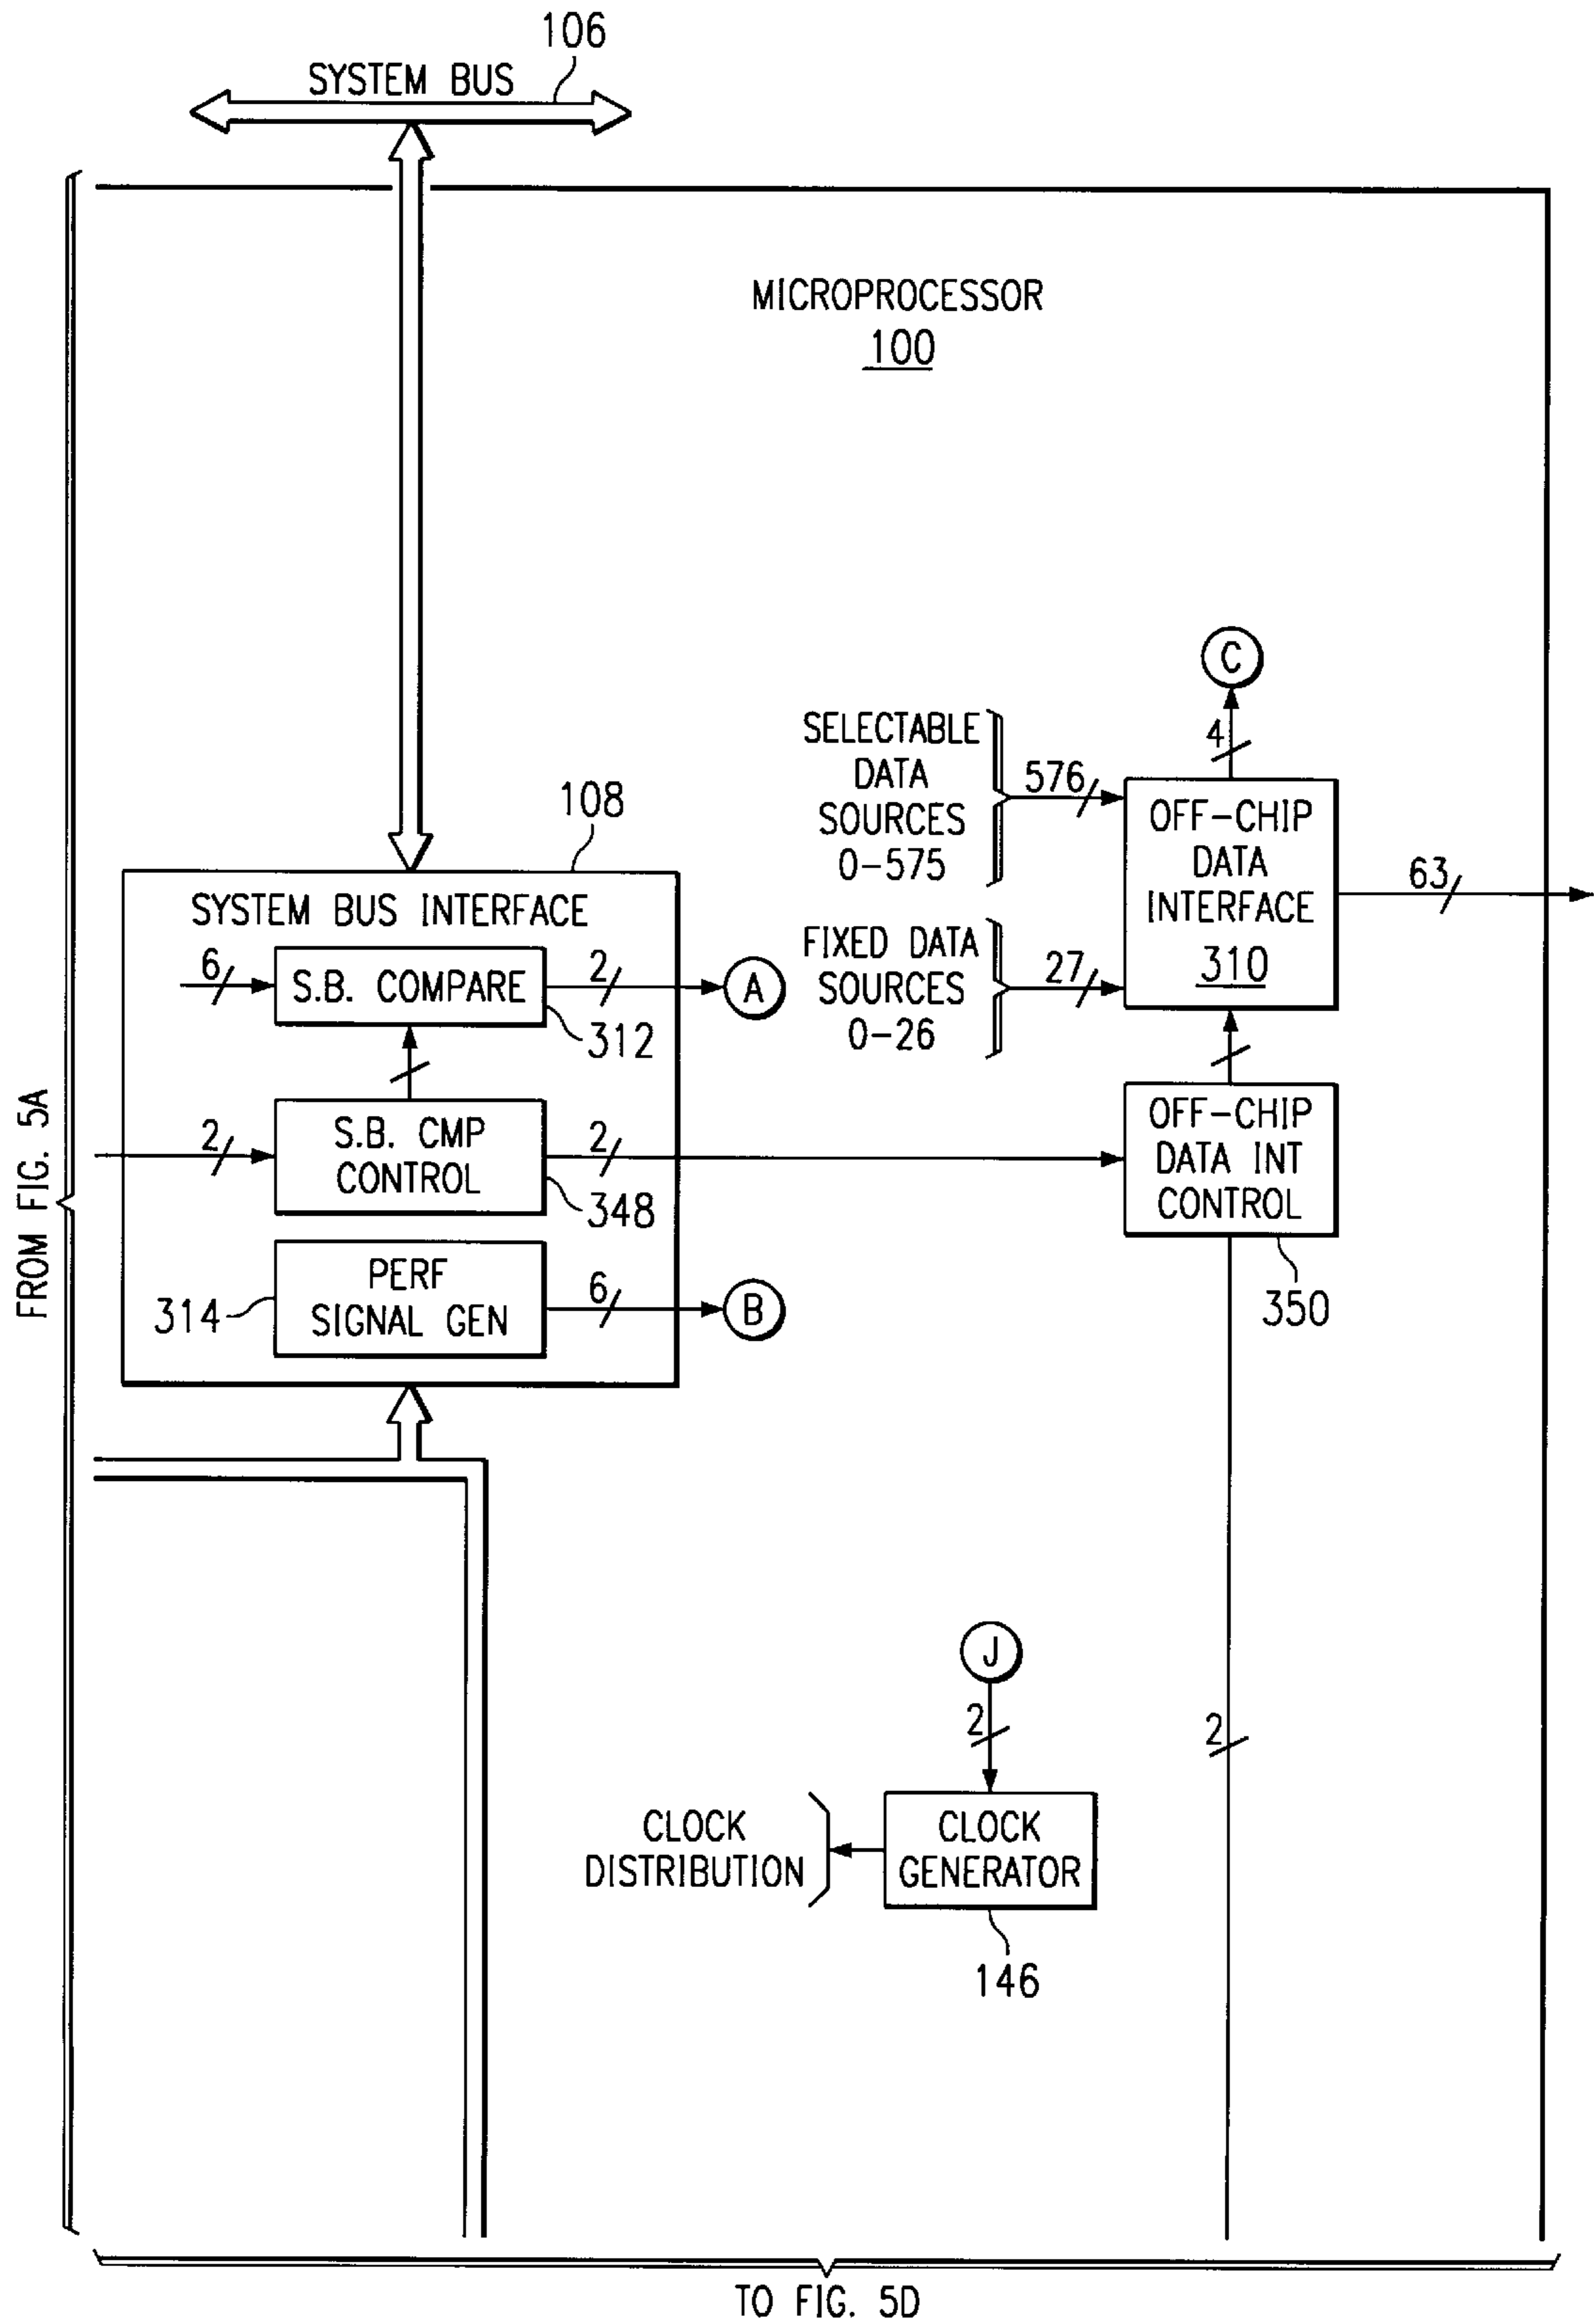 106
SYSTEM BUS
MICROPROCESSOR
100
C
4
SELECTABLE
DATA
SOURCES
0-575
576
OFF-CHIP
DATA
INTERFACE
310
63
108
SYSTEM BUS INTERFACE
6
S.B. COMPARE
2
A
312
FIXED DATA
SOURCES
0-26
27
2
S.B. CMP
CONTROL
2
348
OFF-CHIP
DATA INT
CONTROL
350
PERF
SIGNAL GEN
314
6
B
FROM FIG. 5A
J
2
2
CLOCK
DISTRIBUTION
CLOCK
GENERATOR
146
TO FIG. 5D